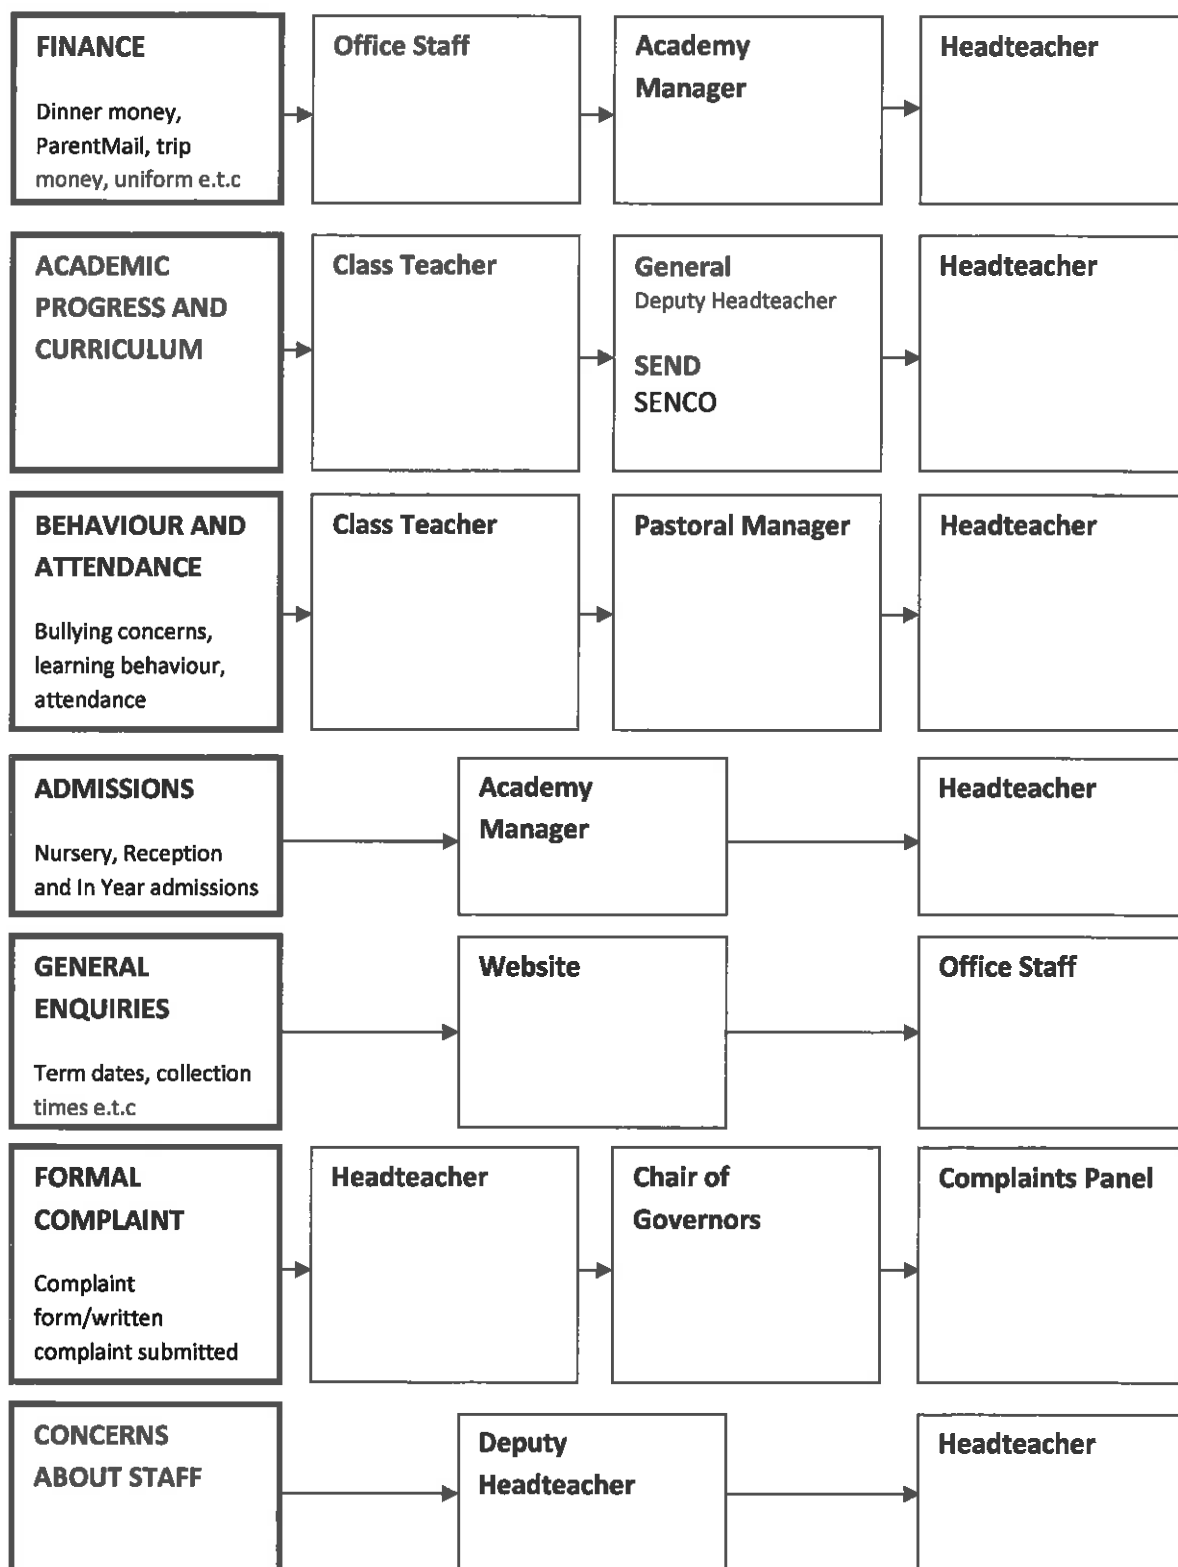 FINANCE
Dinner money,
ParentMail, trip
money, uniform e.t.c
Office Staff
Academy
Manager
Headteacher
ACADEMIC
PROGRESS AND
CURRICULUM
Class Teacher
General
Deputy Headteacher
SEND
SENCO
Headteacher
BEHAVIOUR AND
ATTENDANCE
Bullying concerns,
learning behaviour,
attendance
Class Teacher
Pastoral Manager
Headteacher
ADMISSIONS
Nursery, Reception
and In Year admissions
Academy
Manager
Headteacher
GENERAL
ENQUIRIES
Term dates, collection
times e.t.c
Website
Office Staff
FORMAL
COMPLAINT
Complaint
form/written
complaint submitted
Headteacher
Chair of
Governors
Complaints Panel
CONCERNS
ABOUT STAFF
Deputy
Headteacher
Headteacher